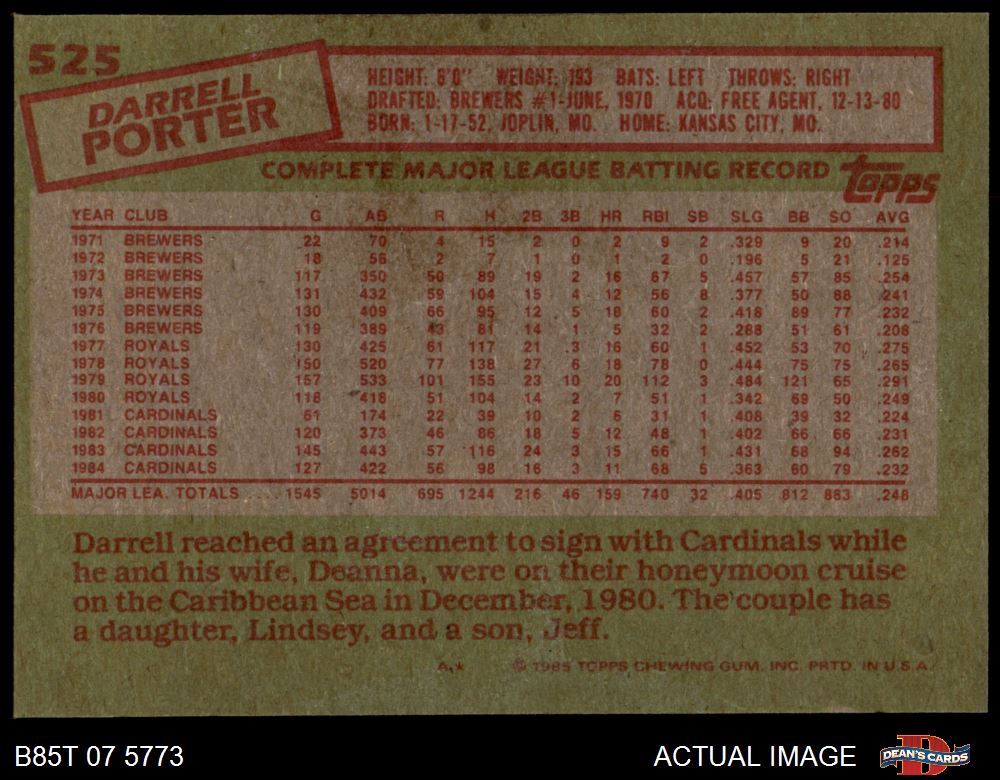 525
DARRELL
PORTER
HEIGHT: 6'0" WEIGHT: 193 BATS: LEFT THROWS: RIGHT
DRAFTED: BREWERS #1-JUNE, 1970 ACQ: FREE AGENT, 12-13-80
BORN: 1-17-52, JOPLIN, MO. HOME: KANSAS CITY, MO.
COMPLETE MAJOR LEAGUE BATTING RECORD
topps
YEAR CLUB G AB R H 2B 3B HR RBI SB SLG BB SO AVG
1971 BREWERS 22 70 4 15 2 0 2 9 2 .329 9 20 .214
1972 BREWERS 18 56 2 7 1 0 1 2 0 .196 5 21 .125
1973 BREWERS 117 350 50 89 19 2 16 67 5 .457 57 85 .254
1974 BREWERS 131 432 59 104 15 4 12 56 8 .377 50 88 .241
1975 BREWERS 130 409 66 95 12 5 18 60 2 .418 89 77 .232
1976 BREWERS 119 389 43 81 14 1 5 32 2 .288 51 61 .208
1977 ROYALS 130 425 61 117 21 .3 16 60 1 .452 53 70 .275
1978 ROYALS 150 520 77 138 27 6 18 78 0 .444 75 75 .265
1979 ROYALS 157 533 101 155 23 10 20 112 3 .484 121 65 .291
1980 ROYALS 118 418 51 104 14 2 7 51 1 .342 69 50 .249
1981 CARDINALS 61 174 22 39 10 2 6 31 1 .408 39 32 .224
1982 CARDINALS 120 373 46 86 18 5 12 48 1 .402 66 66 .231
1983 CARDINALS 145 443 57 116 24 3 15 66 1 .431 68 94 .262
1984 CARDINALS 127 422 56 98 16 3 11 68 5 .363 60 79 .232
MAJOR LEA. TOTALS .... 1545 5014 695 1244 216 46 159 740 32 .405 812 883 .248
Darrell reached an agreement to sign with Cardinals while
he and his wife, Deanna, were on their honeymoon cruise
on the Caribbean Sea in December, 1980. The couple has
a daughter, Lindsey, and a son, Jeff.
A.* © 1985 TOPPS CHEWING GUM, INC. PRTD. IN U.S.A.
B85T 07 5773 ACTUAL IMAGE DEAN'S CARDS